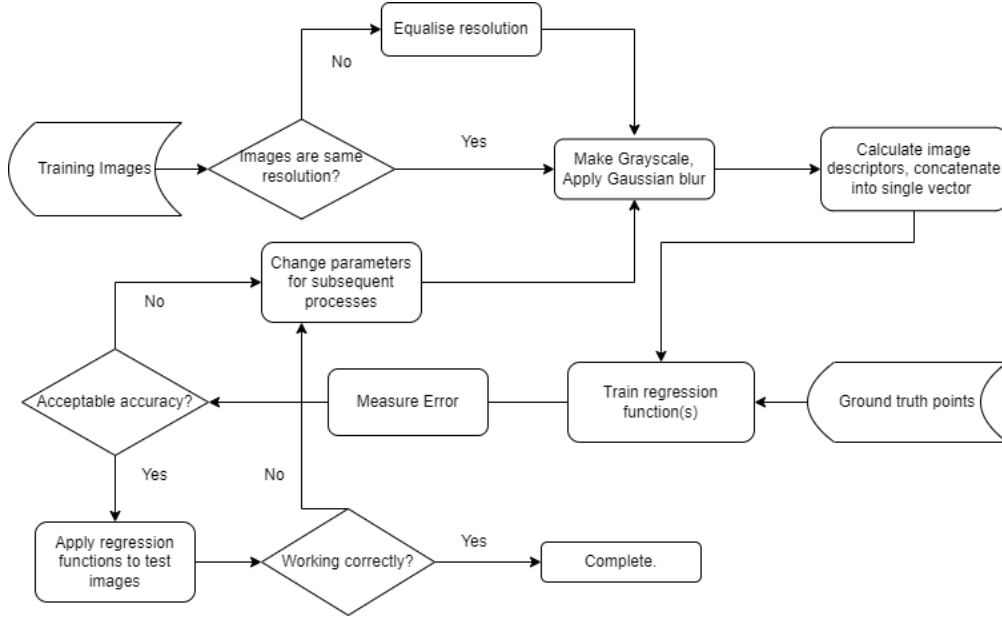 Equalise resolution
No
Training Images
Images are same
resolution?
Yes
Make Grayscale,
Apply Gaussian blur
Calculate image
descriptors, concatenate
into single vector
Change parameters
for subsequent
processes
No
Acceptable accuracy?
Measure Error
Train regression
function(s)
Ground truth points
Yes
No
Apply regression
functions to test
images
Working correctly?
Yes
Complete.